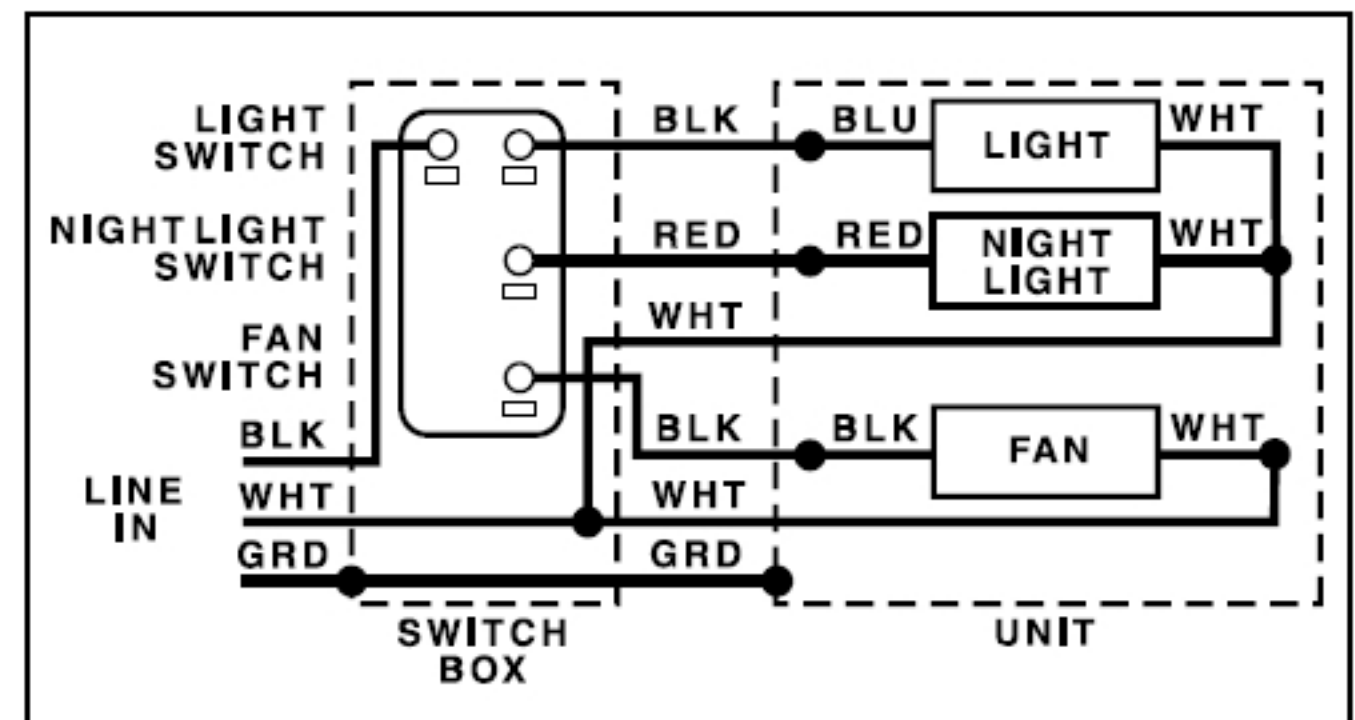 LIGHT
SWITCH
BLK
BLU
LIGHT
WHT
NIGHT LIGHT
SWITCH
RED
RED
NIGHT
LIGHT
WHT
WHT
FAN
SWITCH
BLK
BLK
BLK
FAN
WHT
LINE
IN
WHT
WHT
GRD
GRD
SWITCH
BOX
UNIT